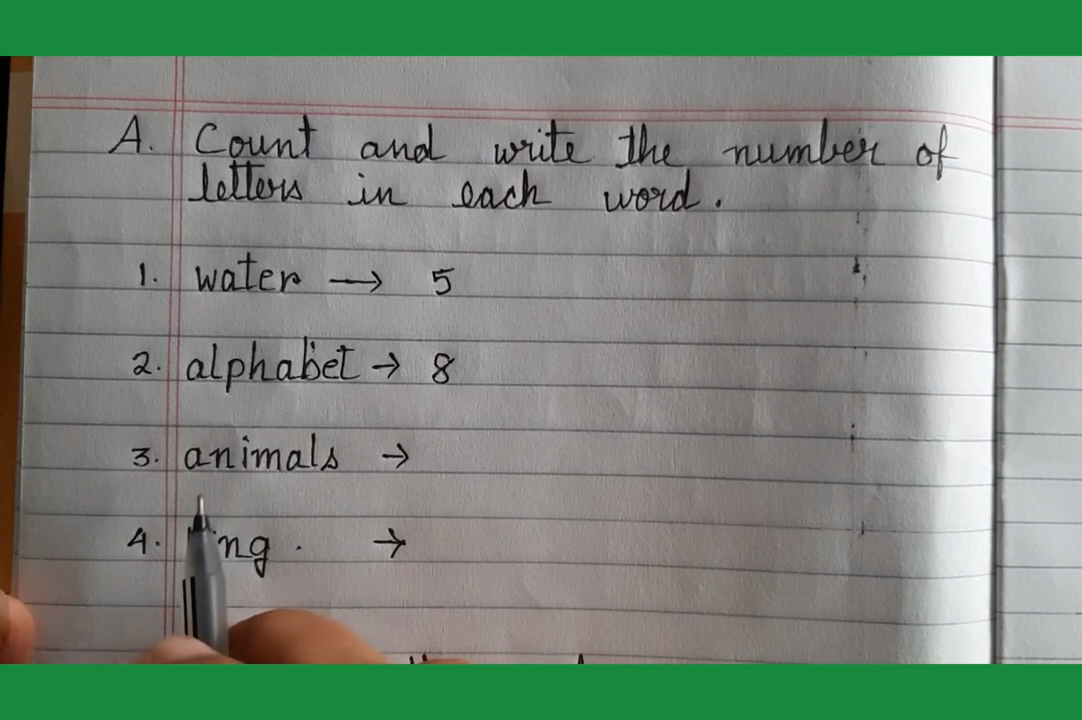 A. Count and write the number of
letters in each word.
1. water → 5
2. alphabet → 8
3. animals →
4. →